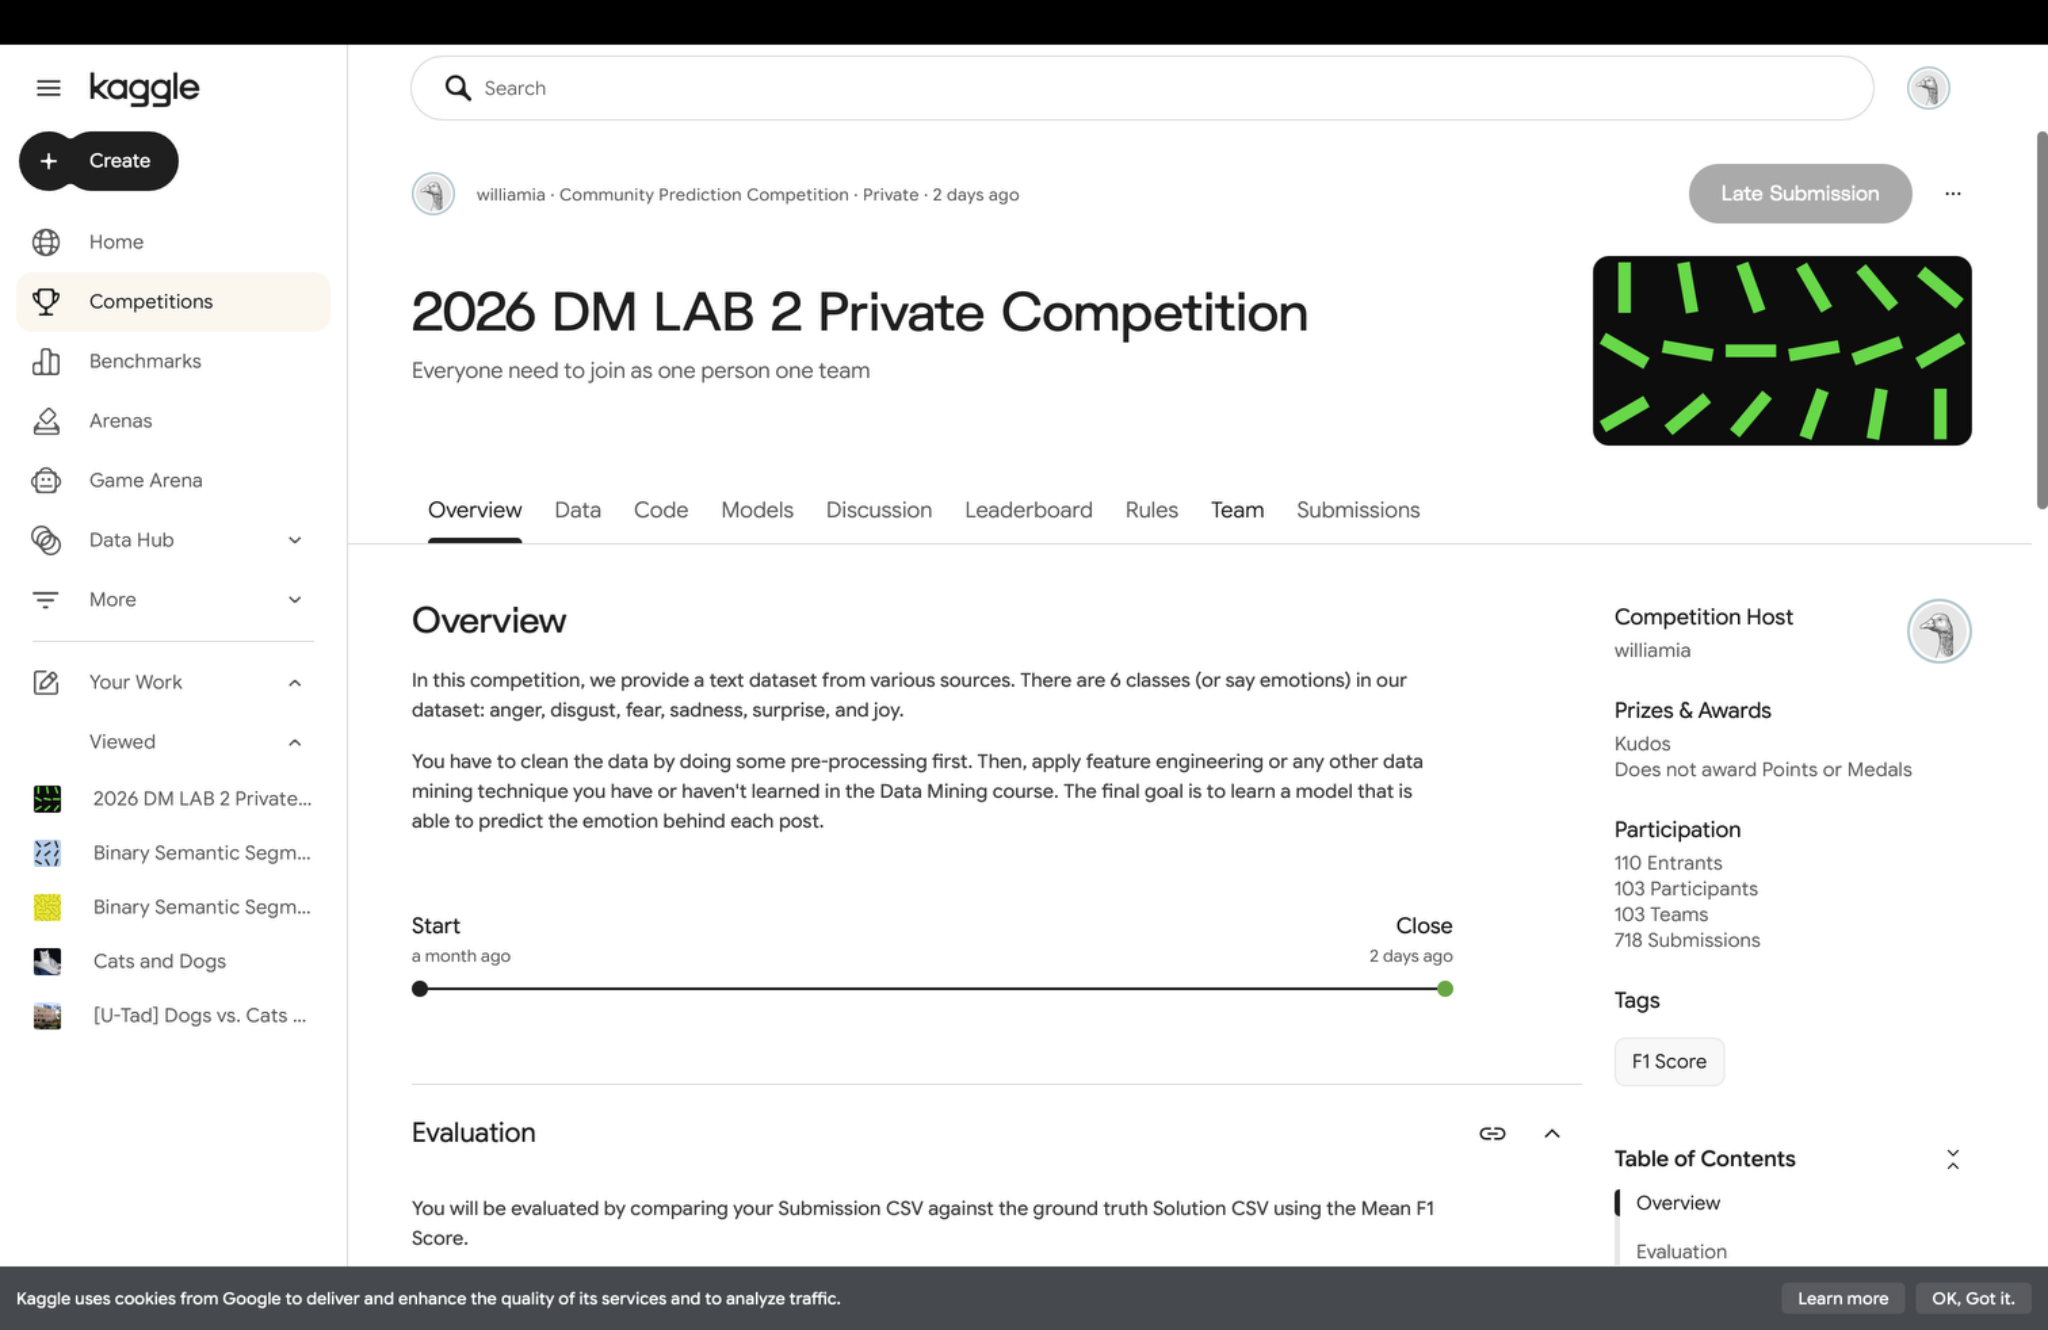 kaggle
Search
+ Create
williamia · Community Prediction Competition · Private · 2 days ago
Late Submission
...
Home
Competitions
Benchmarks
Arenas
Game Arena
Data Hub
More
Your Work
Viewed
2026 DM LAB 2 Private...
Binary Semantic Segm...
Binary Semantic Segm...
Cats and Dogs
[U-Tad] Dogs vs. Cats ...
2026 DM LAB 2 Private Competition
Everyone need to join as one person one team
Overview Data Code Models Discussion Leaderboard Rules Team Submissions
Overview
In this competition, we provide a text dataset from various sources. There are 6 classes (or say emotions) in our
dataset: anger, disgust, fear, sadness, surprise, and joy.
You have to clean the data by doing some pre-processing first. Then, apply feature engineering or any other data
mining technique you have or haven't learned in the Data Mining course. The final goal is to learn a model that is
able to predict the emotion behind each post.
Start
a month ago
Close
2 days ago
Evaluation
You will be evaluated by comparing your Submission CSV against the ground truth Solution CSV using the Mean F1
Score.
Competition Host
williamia
Prizes & Awards
Kudos
Does not award Points or Medals
Participation
110 Entrants
103 Participants
103 Teams
718 Submissions
Tags
F1 Score
Table of Contents
Overview
Evaluation
Kaggle uses cookies from Google to deliver and enhance the quality of its services and to analyze traffic.
Learn more
OK, Got it.